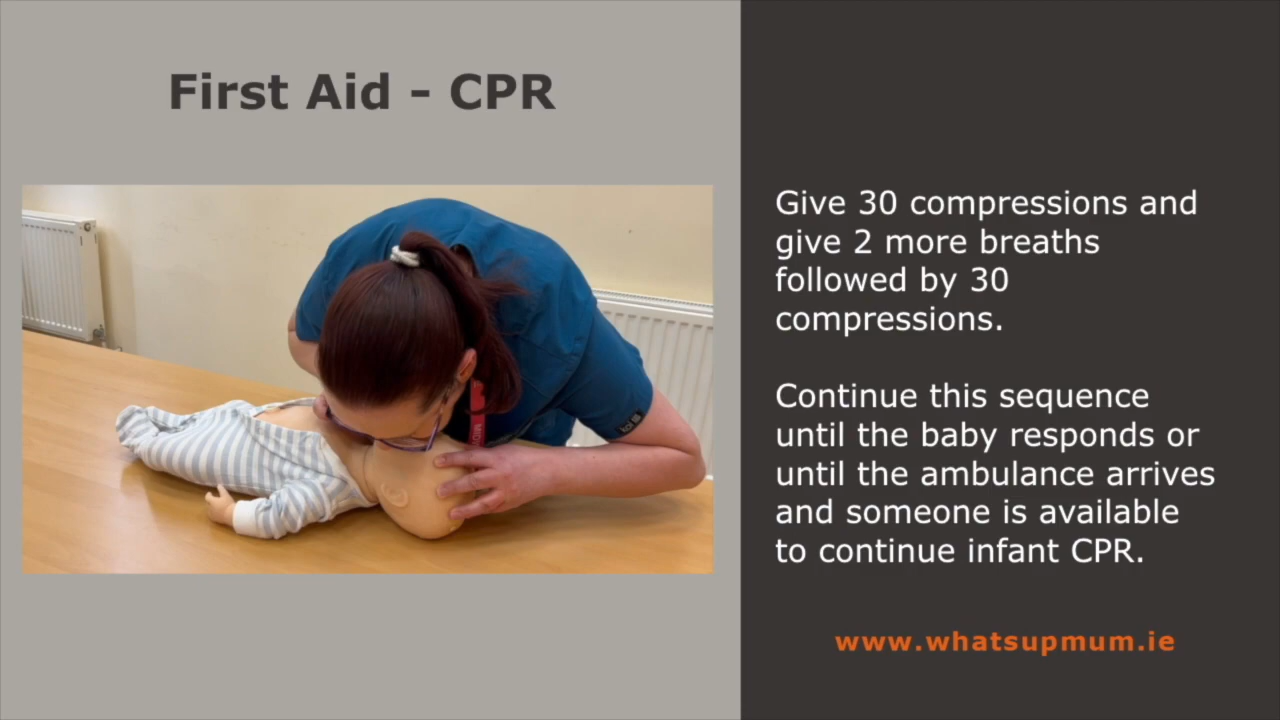 First Aid - CPR
Give 30 compressions and
give 2 more breaths
followed by 30
compressions.
Continue this sequence
until the baby responds or
until the ambulance arrives
and someone is available
to continue infant CPR.
www.whatsupmum.ie